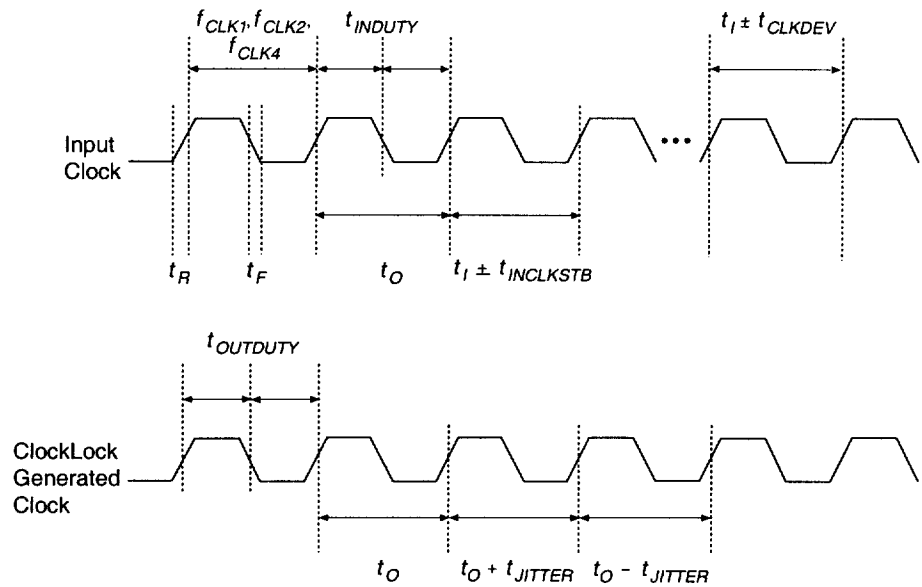 f_CLK1, f_CLK2,
f_CLK4
t_INDUTY
t_I ± t_CLKDEV
Input
Clock
t_R
t_F
t_O
t_I ± t_INCLKSTB
t_OUTDUTY
ClockLock
Generated
Clock
t_O
t_O + t_JITTER
t_O – t_JITTER